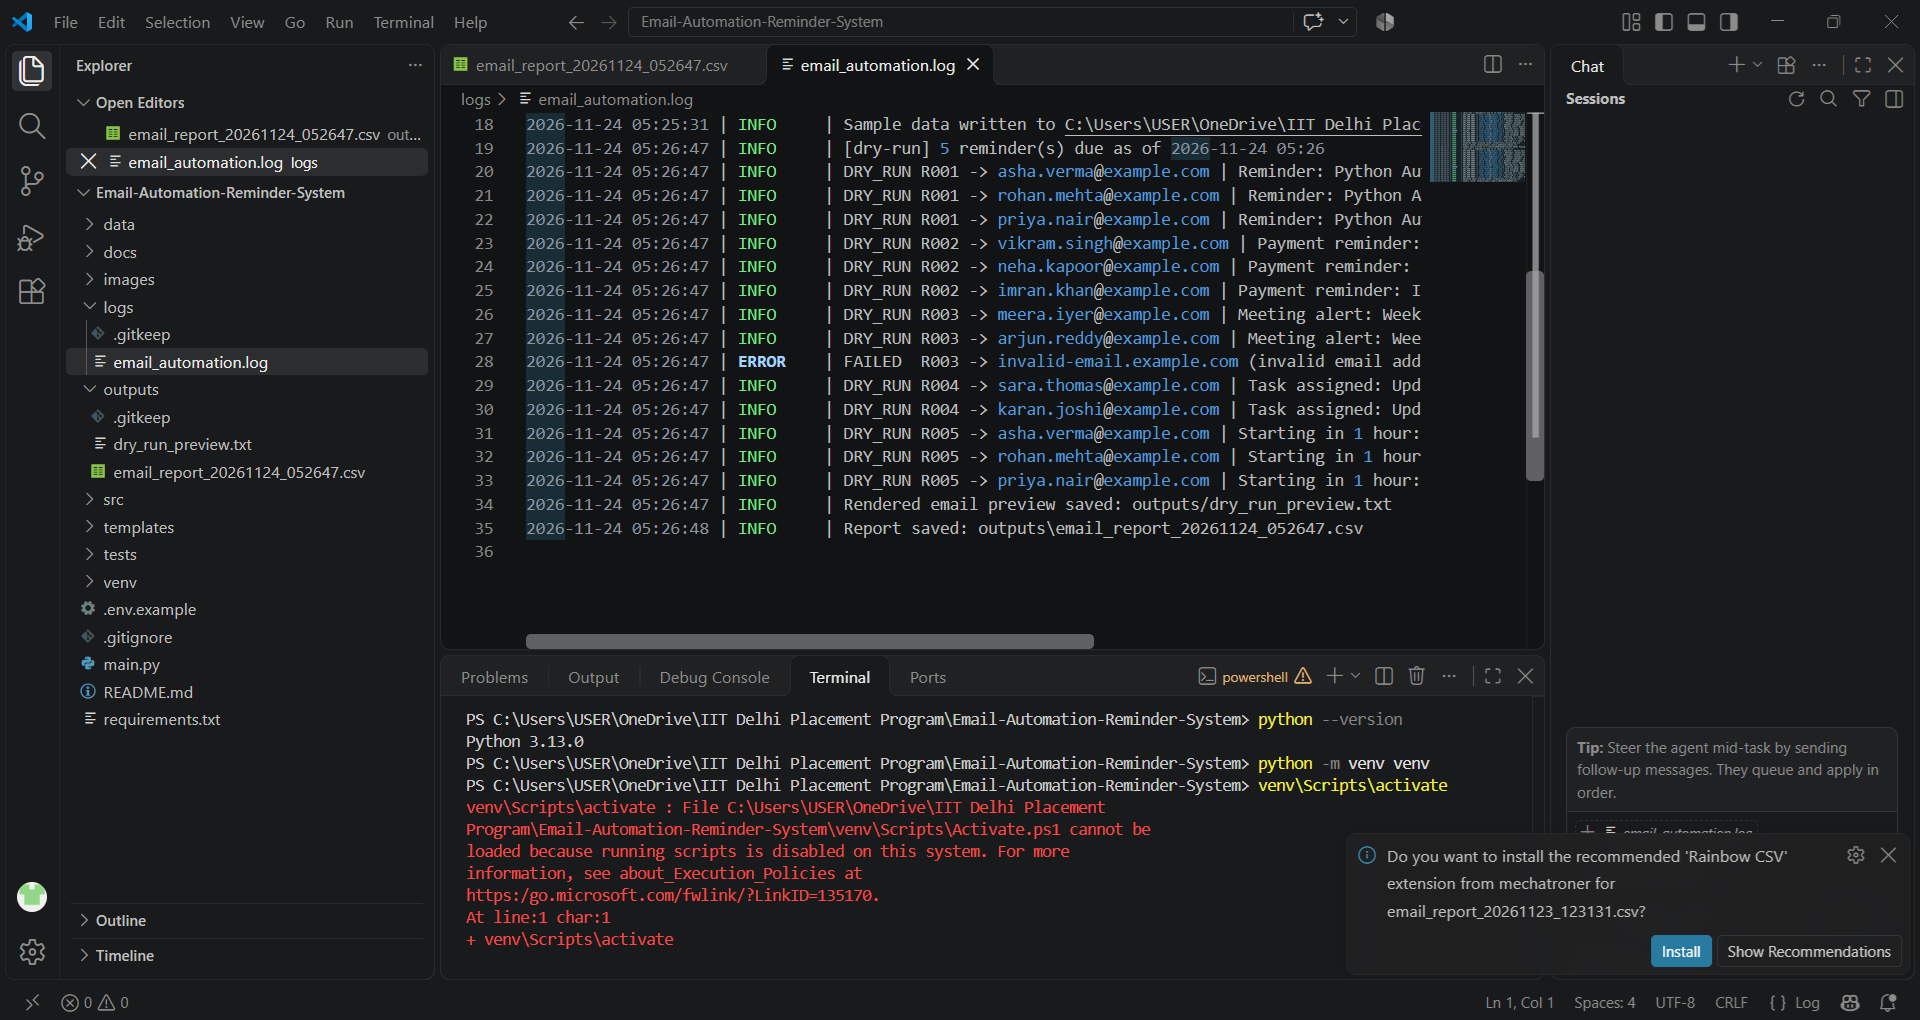 File Edit Selection View Go Run Terminal Help
Email-Automation-Reminder-System
Explorer
Open Editors
email_report_20261124_052647.csv out...
email_automation.log logs
Email-Automation-Reminder-System
data
docs
images
logs
.gitkeep
email_automation.log
outputs
.gitkeep
dry_run_preview.txt
email_report_20261124_052647.csv
src
templates
tests
venv
.env.example
.gitignore
main.py
README.md
requirements.txt
Outline
Timeline
email_report_20261124_052647.csv
email_automation.log
logs > email_automation.log
18 2026-11-24 05:25:31 | INFO | Sample data written to C:\Users\USER\OneDrive\IIT Delhi Plac
19 2026-11-24 05:26:47 | INFO | [dry-run] 5 reminder(s) due as of 2026-11-24 05:26
20 2026-11-24 05:26:47 | INFO | DRY_RUN R001 -> asha.verma@example.com | Reminder: Python Au
21 2026-11-24 05:26:47 | INFO | DRY_RUN R001 -> rohan.mehta@example.com | Reminder: Python A
22 2026-11-24 05:26:47 | INFO | DRY_RUN R001 -> priya.nair@example.com | Reminder: Python Au
23 2026-11-24 05:26:47 | INFO | DRY_RUN R002 -> vikram.singh@example.com | Payment reminder:
24 2026-11-24 05:26:47 | INFO | DRY_RUN R002 -> neha.kapoor@example.com | Payment reminder:
25 2026-11-24 05:26:47 | INFO | DRY_RUN R002 -> imran.khan@example.com | Payment reminder: I
26 2026-11-24 05:26:47 | INFO | DRY_RUN R003 -> meera.iyer@example.com | Meeting alert: Week
27 2026-11-24 05:26:47 | INFO | DRY_RUN R003 -> arjun.reddy@example.com | Meeting alert: Wee
28 2026-11-24 05:26:47 | ERROR | FAILED R003 -> invalid-email.example.com (invalid email add
29 2026-11-24 05:26:47 | INFO | DRY_RUN R004 -> sara.thomas@example.com | Task assigned: Upd
30 2026-11-24 05:26:47 | INFO | DRY_RUN R004 -> karan.joshi@example.com | Task assigned: Upd
31 2026-11-24 05:26:47 | INFO | DRY_RUN R005 -> asha.verma@example.com | Starting in 1 hour:
32 2026-11-24 05:26:47 | INFO | DRY_RUN R005 -> rohan.mehta@example.com | Starting in 1 hour
33 2026-11-24 05:26:47 | INFO | DRY_RUN R005 -> priya.nair@example.com | Starting in 1 hour:
34 2026-11-24 05:26:47 | INFO | Rendered email preview saved: outputs/dry_run_preview.txt
35 2026-11-24 05:26:48 | INFO | Report saved: outputs\email_report_20261124_052647.csv
36
Problems Output Debug Console Terminal Ports
powershell
PS C:\Users\USER\OneDrive\IIT Delhi Placement Program\Email-Automation-Reminder-System> python --version
Python 3.13.0
PS C:\Users\USER\OneDrive\IIT Delhi Placement Program\Email-Automation-Reminder-System> python -m venv venv
PS C:\Users\USER\OneDrive\IIT Delhi Placement Program\Email-Automation-Reminder-System> venv\Scripts\activate
venv\Scripts\activate : File C:\Users\USER\OneDrive\IIT Delhi Placement
Program\Email-Automation-Reminder-System\venv\Scripts\Activate.ps1 cannot be
loaded because running scripts is disabled on this system. For more
information, see about_Execution_Policies at
https:/go.microsoft.com/fwlink/?LinkID=135170.
At line:1 char:1
+ venv\Scripts\activate
Chat
Sessions
Tip: Steer the agent mid-task by sending
follow-up messages. They queue and apply in
order.
email_automation.log
Do you want to install the recommended 'Rainbow CSV'
extension from mechatroner for
email_report_20261123_123131.csv?
Install Show Recommendations
0 0
Ln 1, Col 1 Spaces: 4 UTF-8 CRLF { } Log